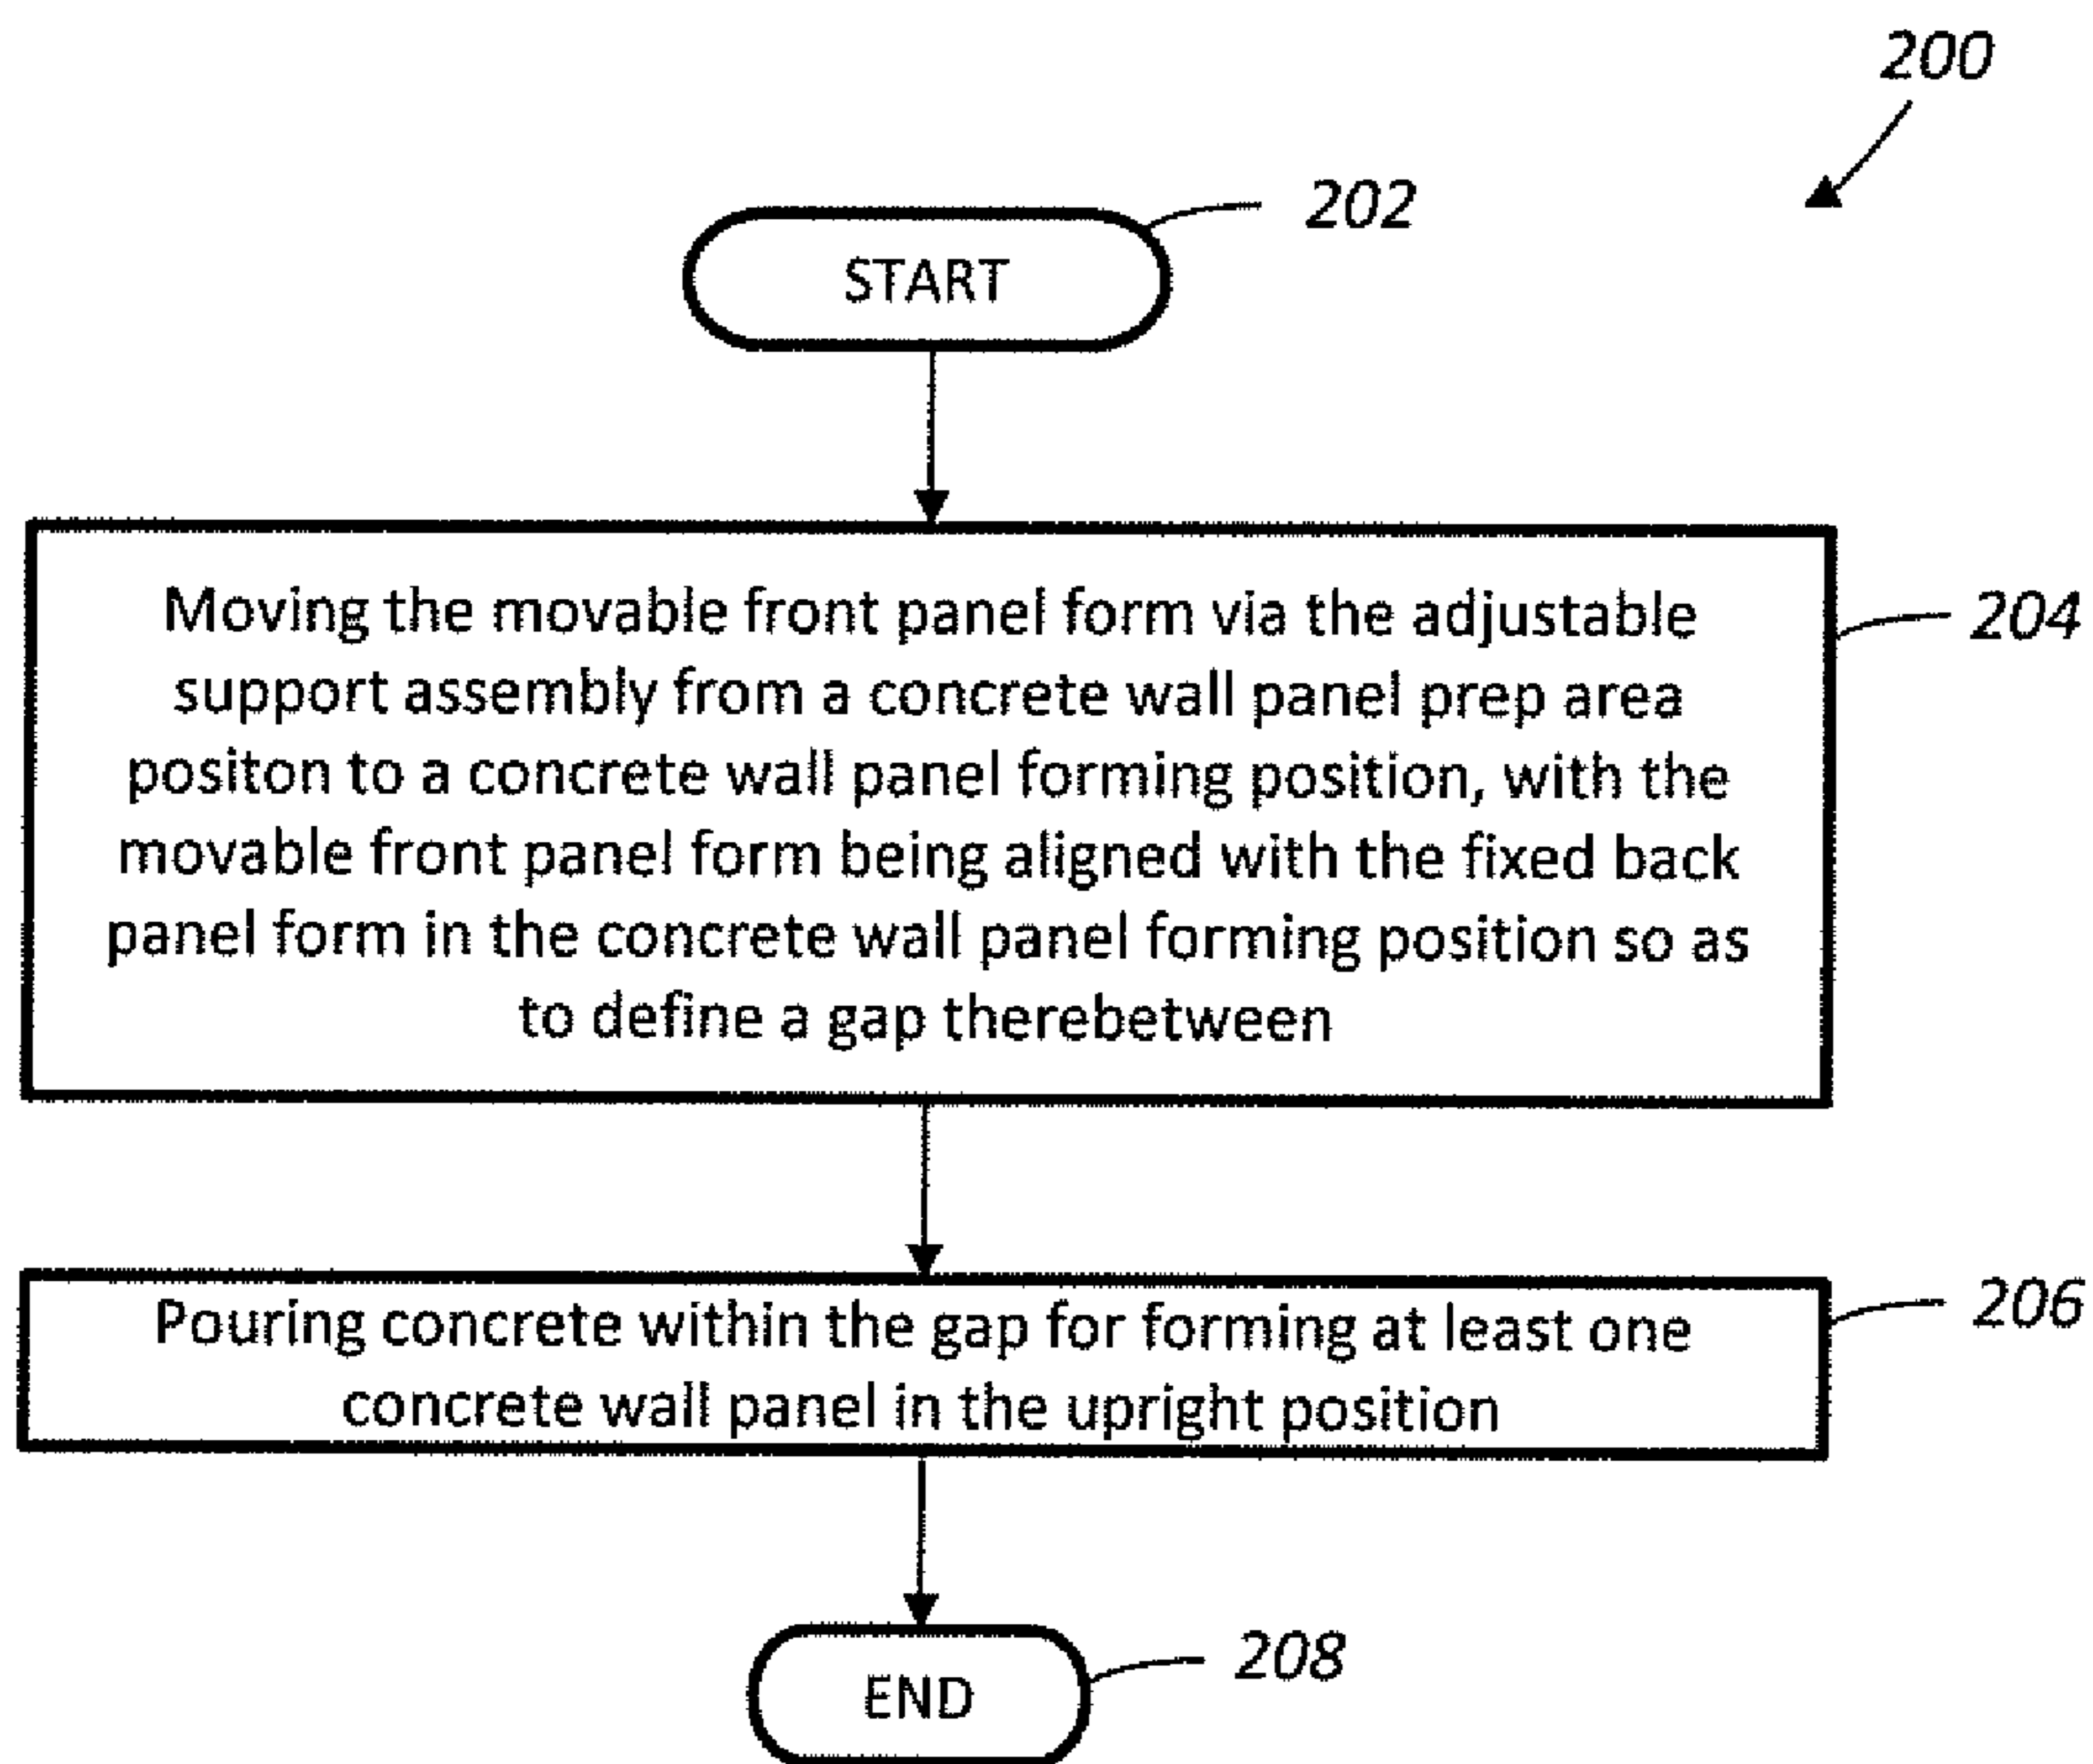 200
202
START
Moving the movable front panel form via the adjustable
204
support assembly from a concrete wall panel prep area
positon to a concrete wall panel forming position, with the
movable front panel form being aligned with the fixed back
panel form in the concrete wall panel forming position so as
to define a gap therebetween
Pouring concrete within the gap for forming at least one
206
concrete wall panel in the upright position
208
END